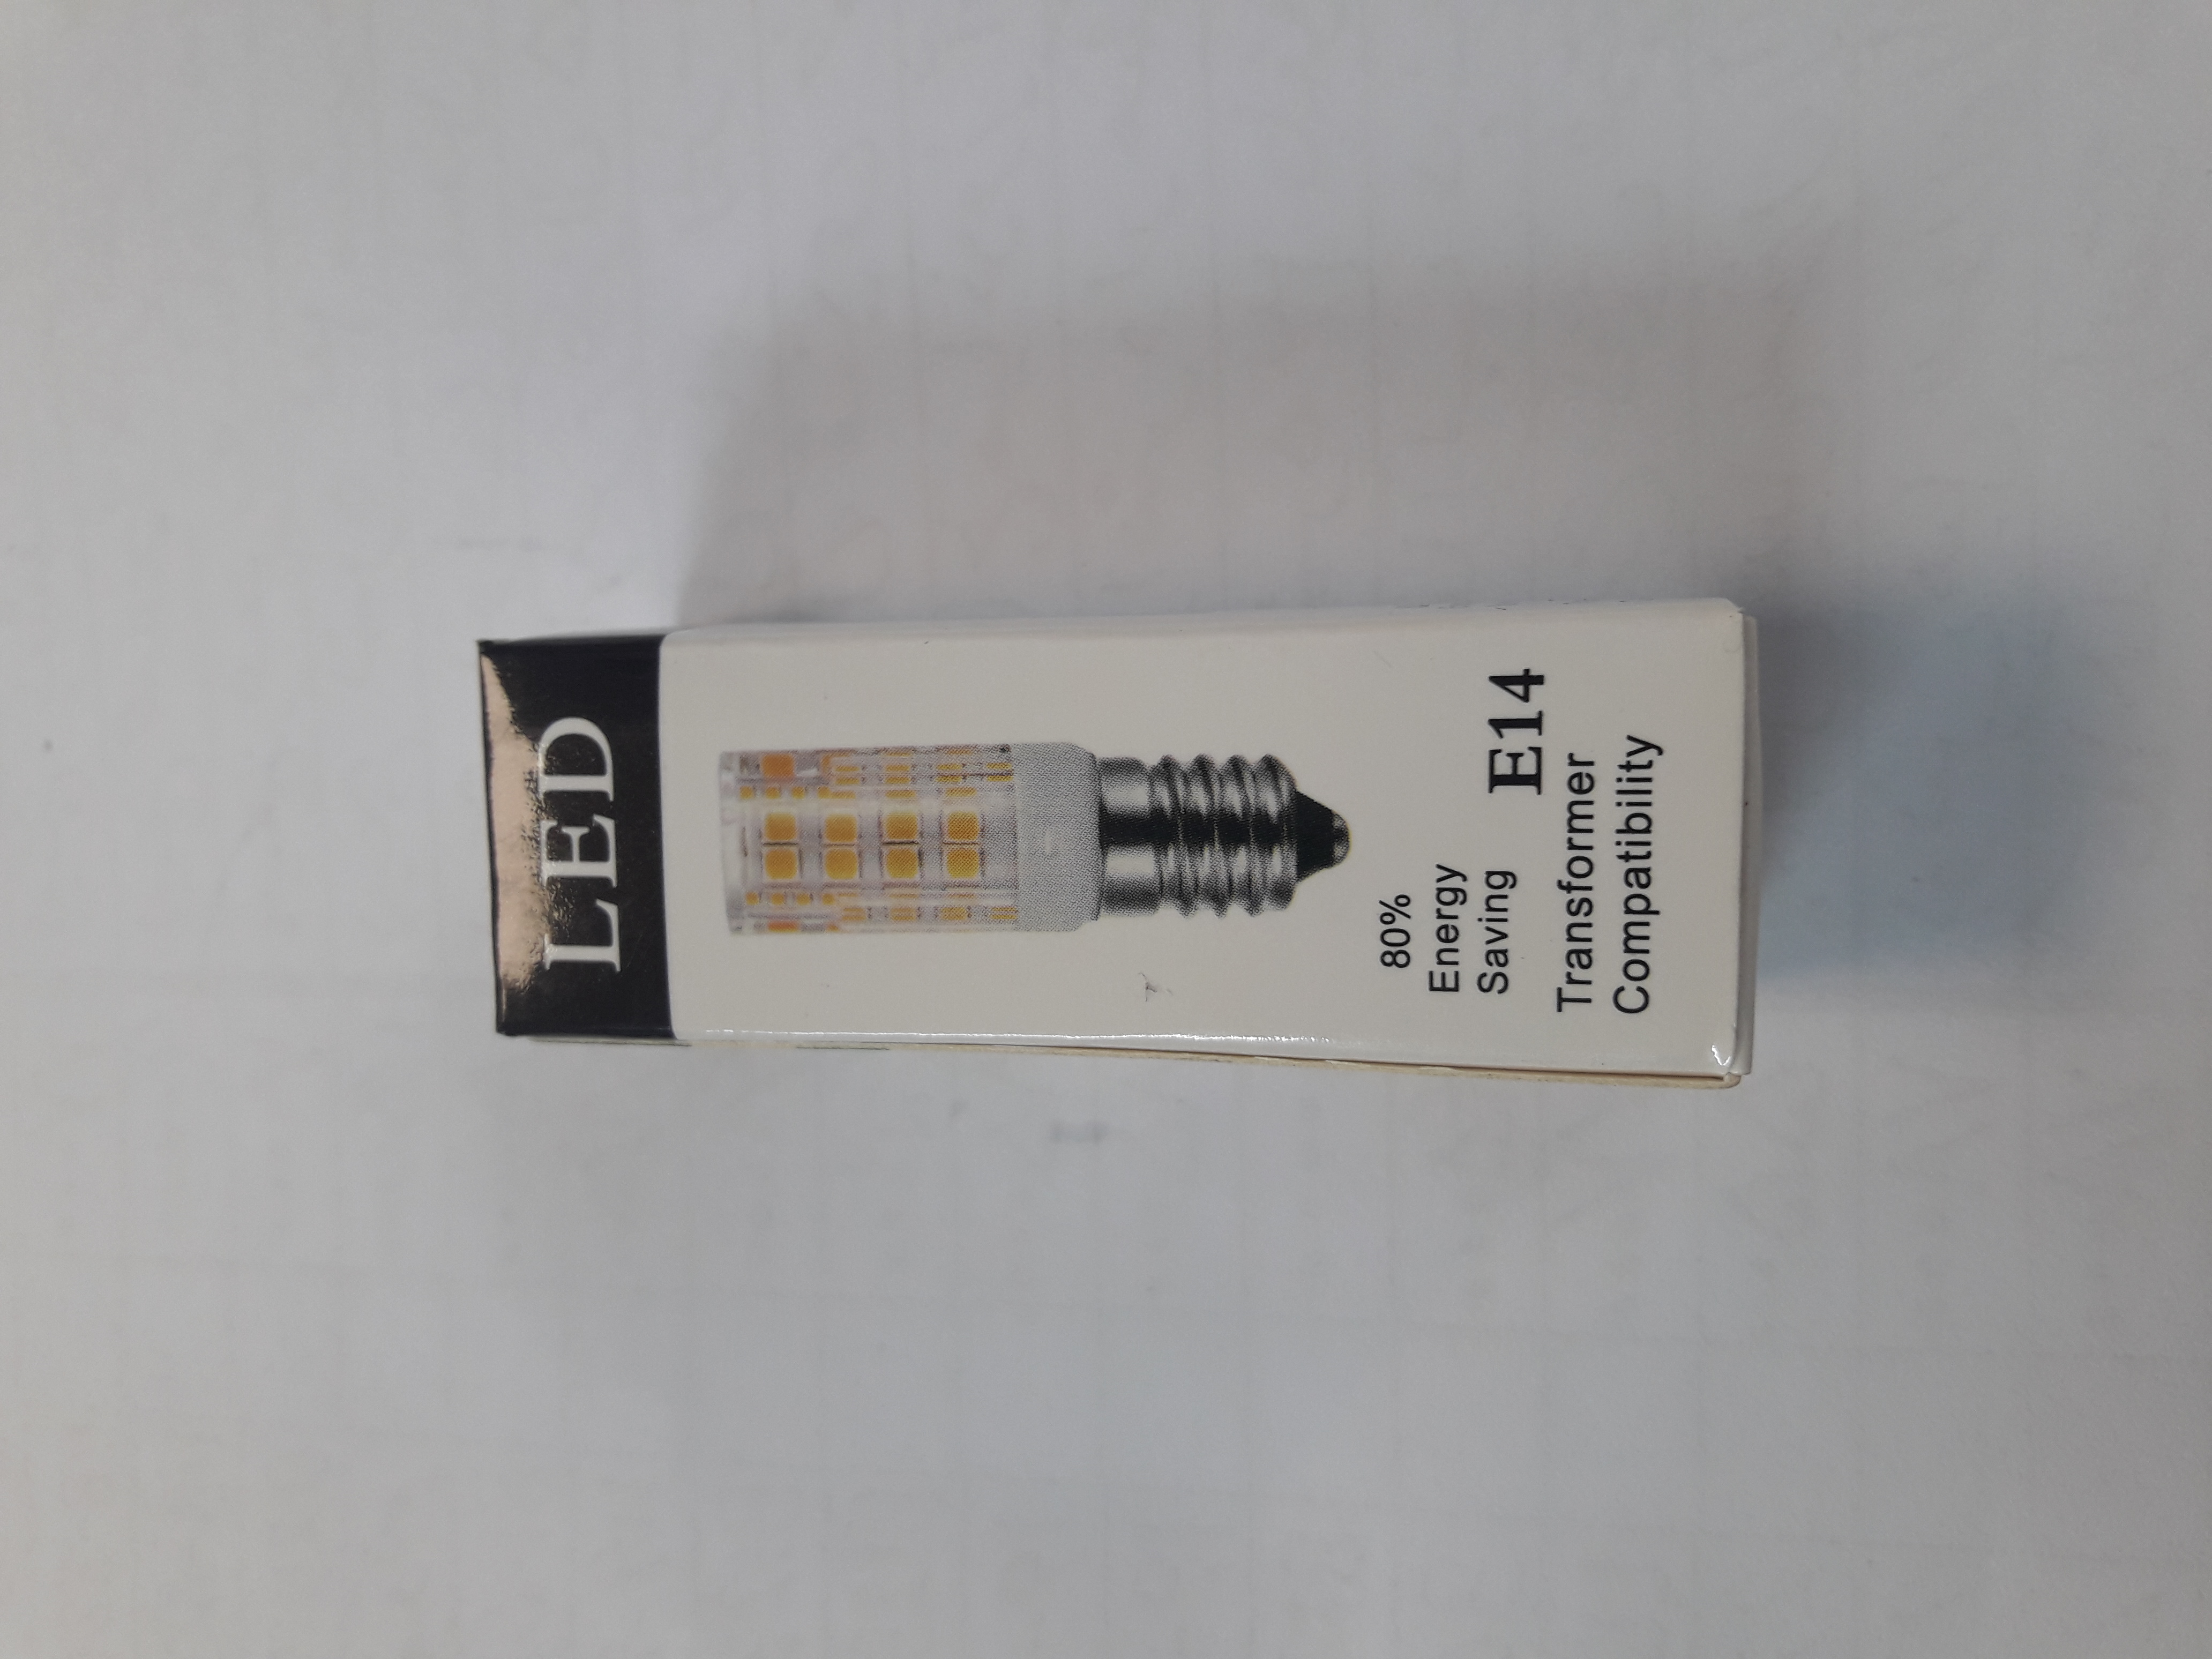 LED
80%
Energy
Saving
E14
Transformer
Compatibility